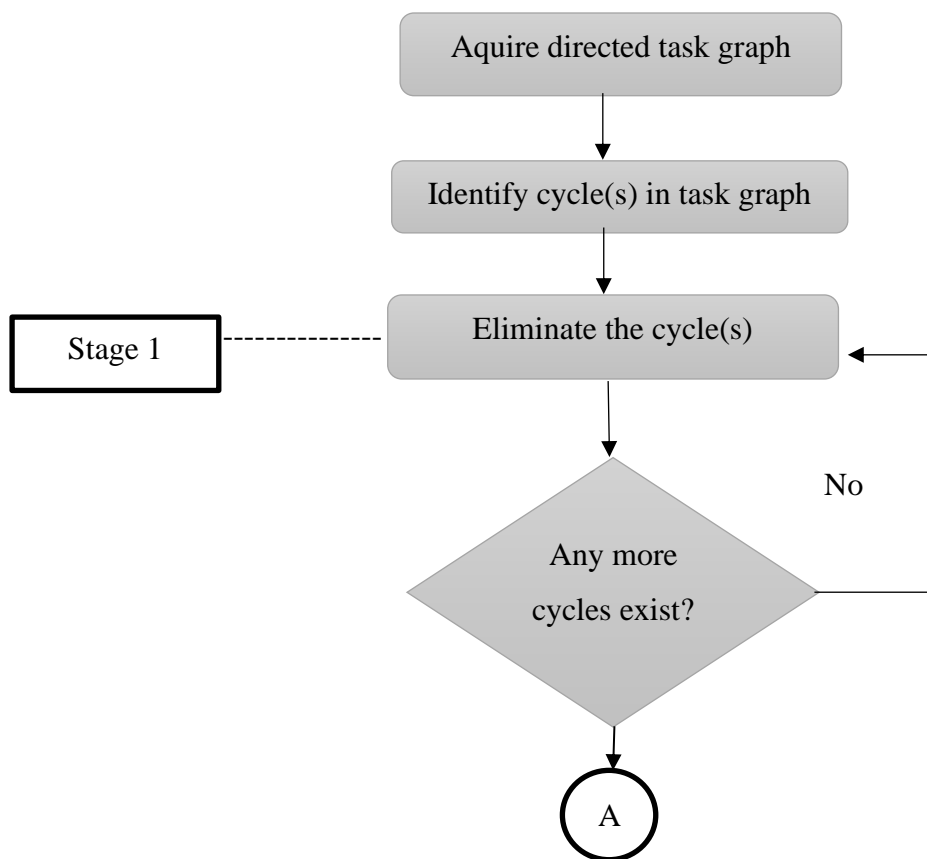 Aquire directed task graph
Identify cycle(s) in task graph
Eliminate the cycle(s)
Stage 1
No
Any more
cycles exist?
A